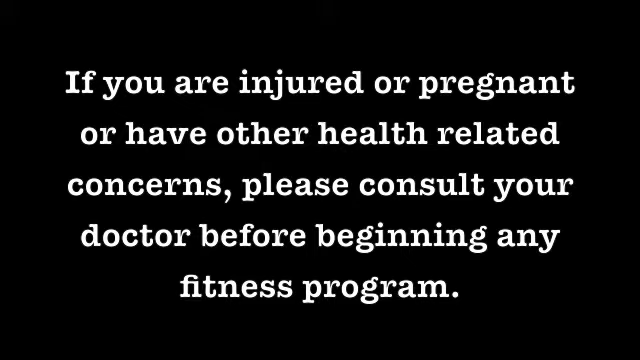 If you are injured or pregnant
or have other health related
concerns, please consult your
doctor before beginning any
fitness program.